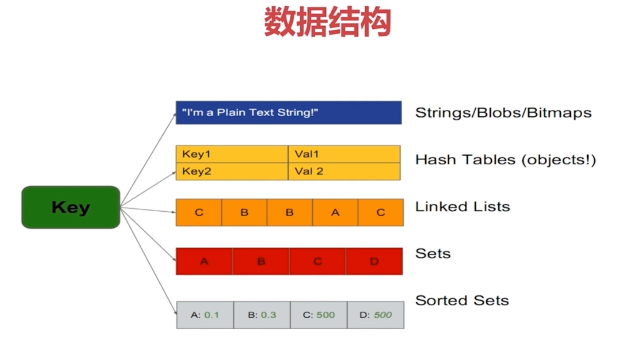 数据结构
"I'm a Plain Text String!"
Strings/Blobs/Bitmaps
Key1 Val1
Key2 Val 2
Hash Tables (objects!)
Key
C B B A C
Linked Lists
A B C D
Sets
A: 0.1 B: 0.3 C: 500 D: 500
Sorted Sets